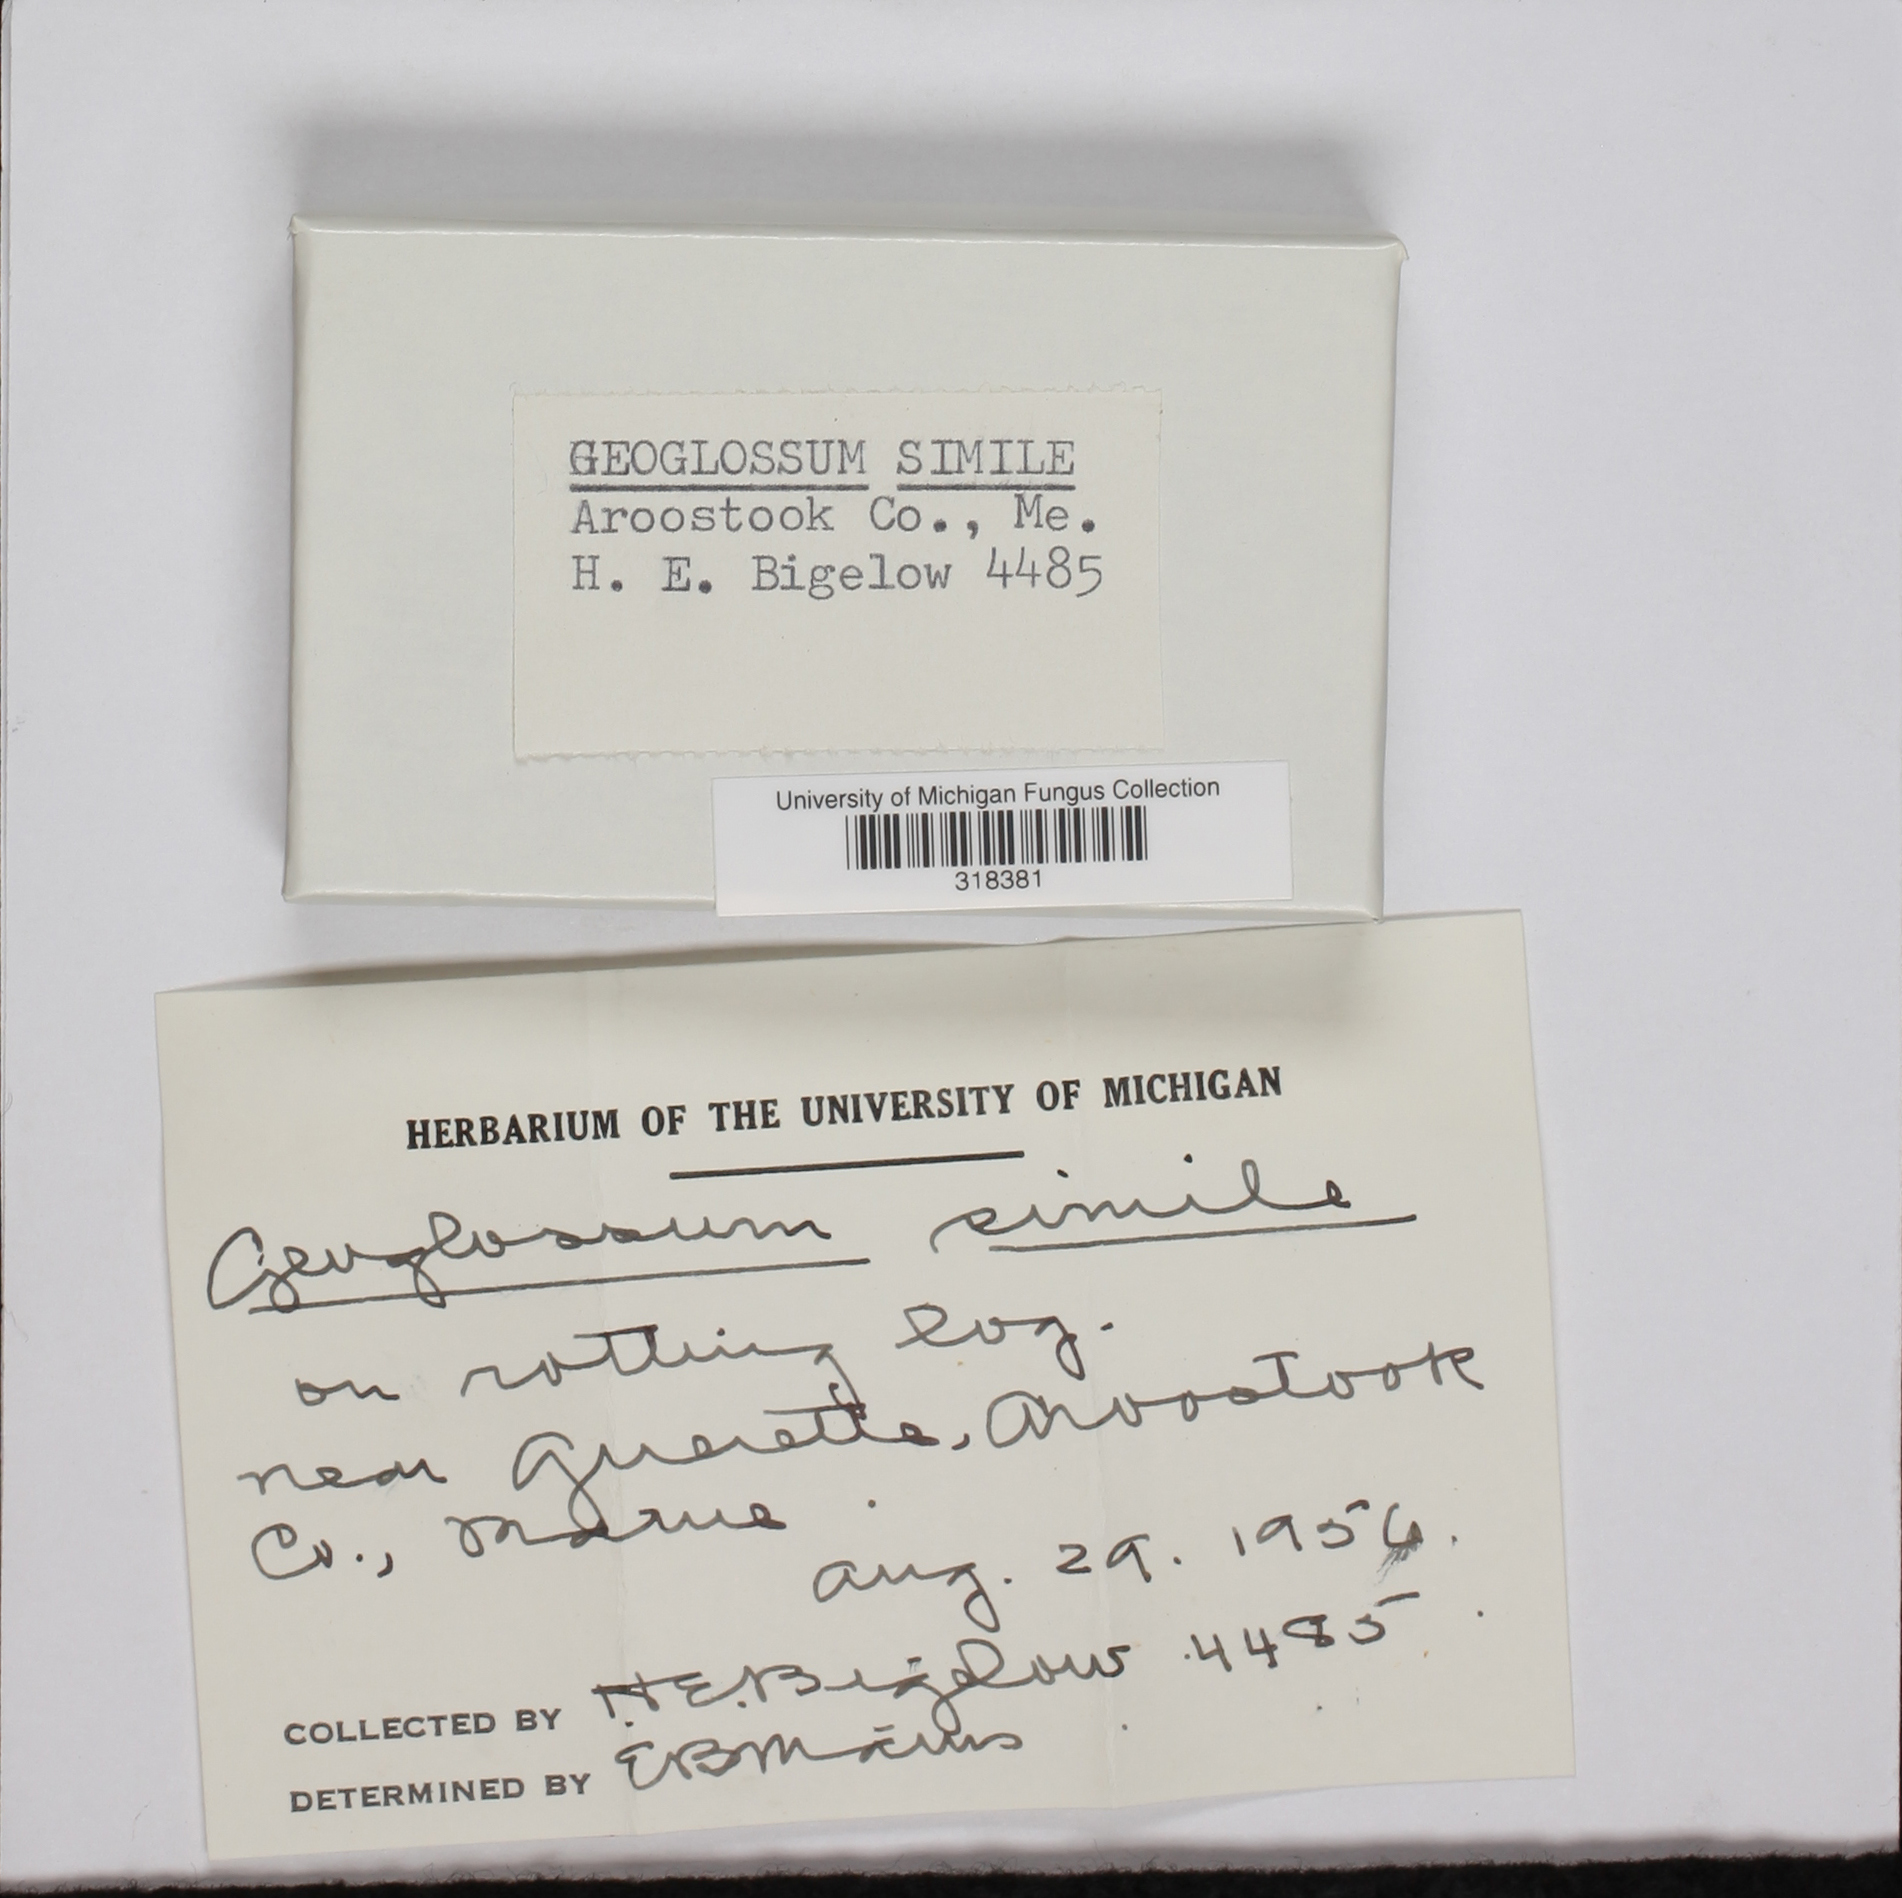 GEOGLOSSUM SIMILE
Aroostook Co., Me.
H. E. Bigelow 4485
University of Michigan Fungus Collection
318381
HERBARIUM OF THE UNIVERSITY OF MICHIGAN
Geoglossum simile
on rotting log.
near Guerette, Aroostook
Co., Maine
Aug. 29. 1956.
COLLECTED BY H.E. Bigelow 4485
DETERMINED BY EB Mains